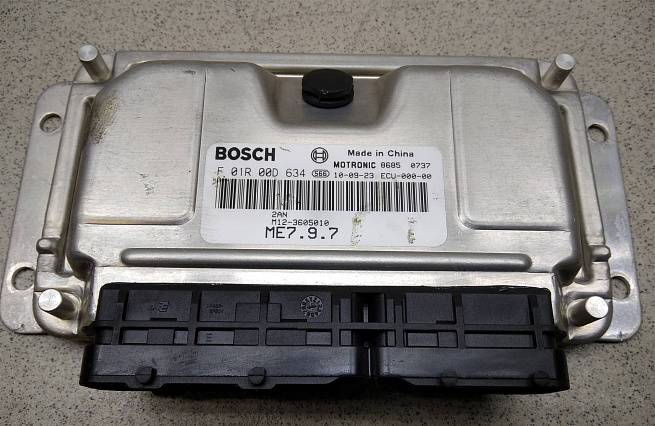 BOSCH
Made in China
MOTRONIC 8685 0737
F 01R 00D 634 566 10-09-23 ECU-000-00
2AN
M12-3605010
ME7.9.7
E